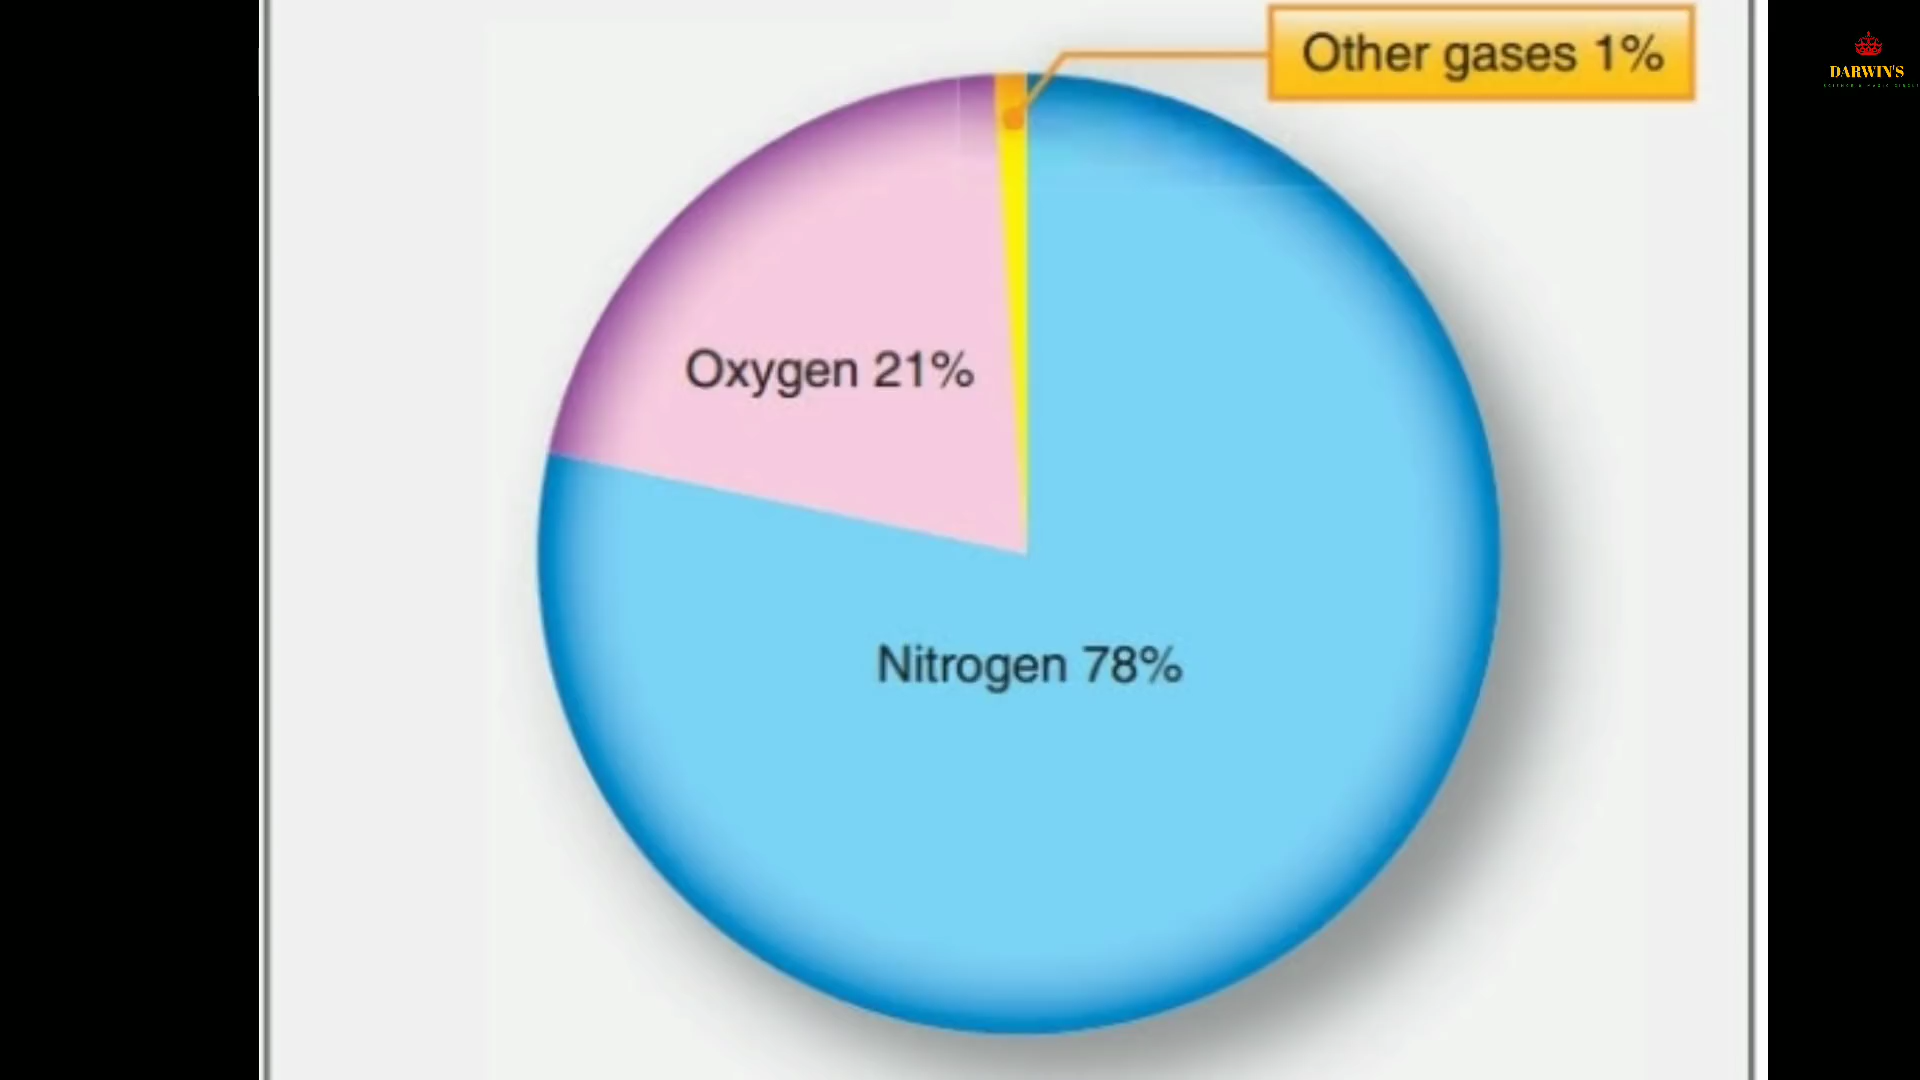 Other gases 1%
DARWIN'S
Oxygen 21%
Nitrogen 78%